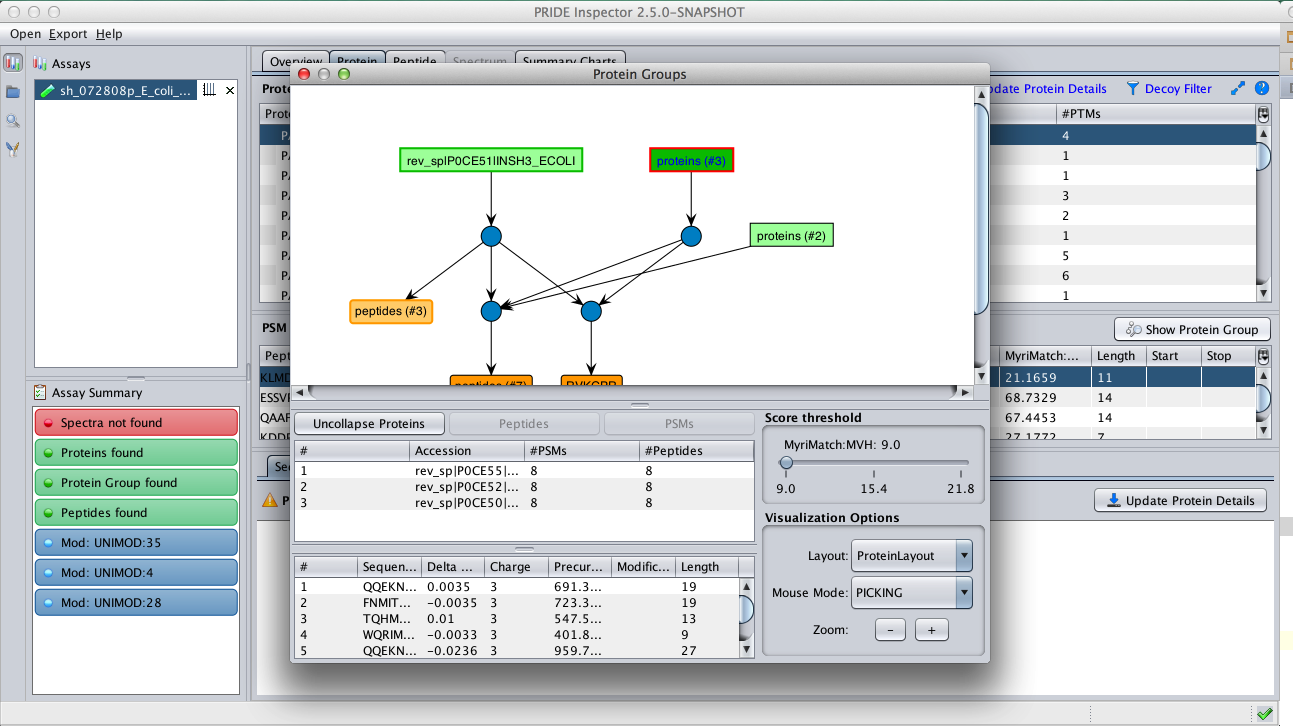 PRIDE Inspector 2.5.0-SNAPSHOT
Open Export Help
Assays
sh_072808p_E_coli_...
Assay Summary
Spectra not found
Proteins found
Protein Group found
Peptides found
Mod: UNIMOD:35
Mod: UNIMOD:4
Mod: UNIMOD:28
Overview Protein Peptide Spectrum Summary Charts
Decoy Filter
Protein Details
#PTMs
4
1
1
3
2
1
5
6
1
PSM
Show Protein Group
MyriMatch:... Length Start Stop
21.1659 11
68.7329 14
67.4453 14
27.1772 7
Update Protein Details
Protein Groups
rev_sp|P0CE51|INSH3_ECOLI
proteins (#3)
proteins (#2)
peptides (#3)
peptides (#7)
Uncollapse Proteins Peptides PSMs
# Accession #PSMs #Peptides
1 rev_sp|P0CE55|... 8 8
2 rev_sp|P0CE52|... 8 8
3 rev_sp|P0CE50|... 8 8
# Sequen... Delta ... Charge Precur... Modific... Length
1 QQEKN... 0.0035 3 691.3... 19
2 FNMIT... -0.0035 3 723.3... 19
3 TQHM... 0.01 3 547.5... 13
4 WQRIM... -0.0033 3 401.8... 9
5 QQEKN... -0.0236 3 959.7... 27
Score threshold
MyriMatch:MVH: 9.0
9.0 15.4 21.8
Visualization Options
Layout: ProteinLayout
Mouse Mode: PICKING
Zoom: - +